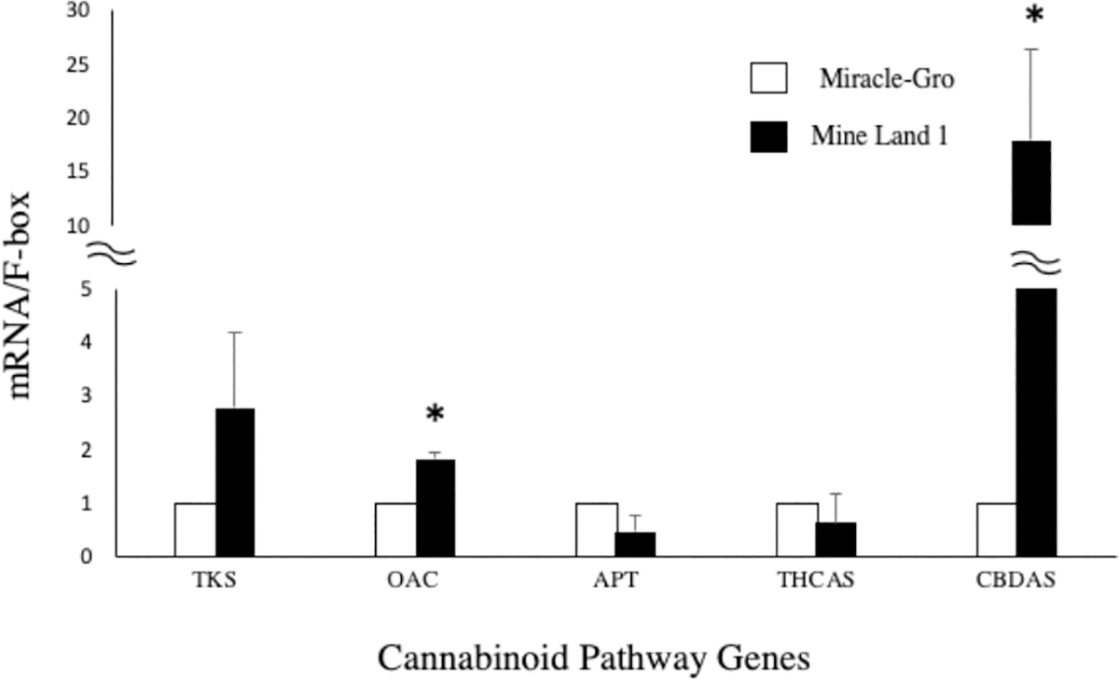 30
25
20
15
10
5
4
3
2
1
0
mRNA/F-box
Miracle-Gro
Mine Land 1
*
*
TKS OAC APT THCAS CBDAS
Cannabinoid Pathway Genes